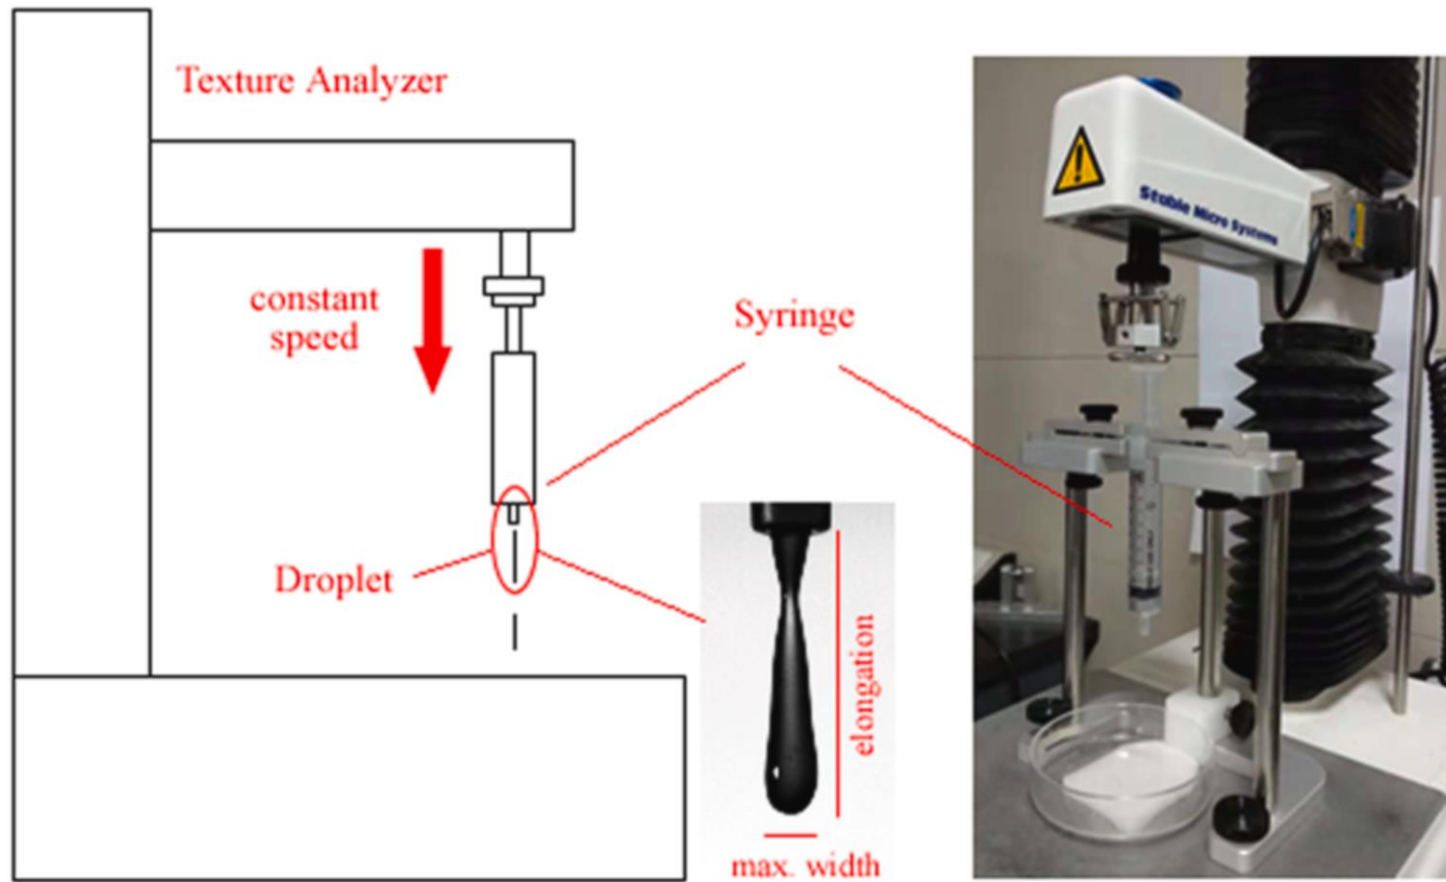 Texture Analyzer
constant
speed
Syringe
Droplet
elongation
max. width
Stable Micro Systems